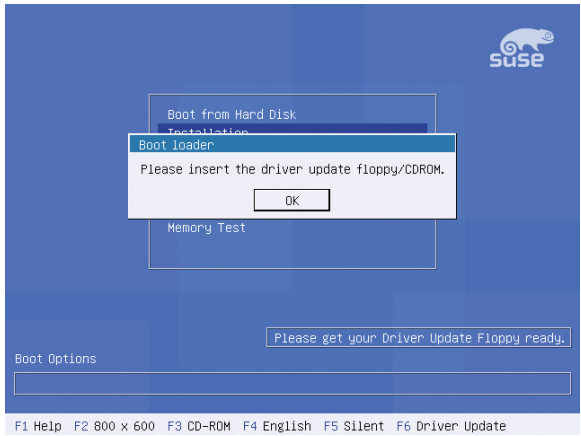 SUSE
Boot from Hard Disk
Installation
Boot loader
Please insert the driver update floppy/CDROM.
OK
Memory Test
Please get your Driver Update Floppy ready.
Boot Options
F1 Help F2 800 x 600 F3 CD-ROM F4 English F5 Silent F6 Driver Update